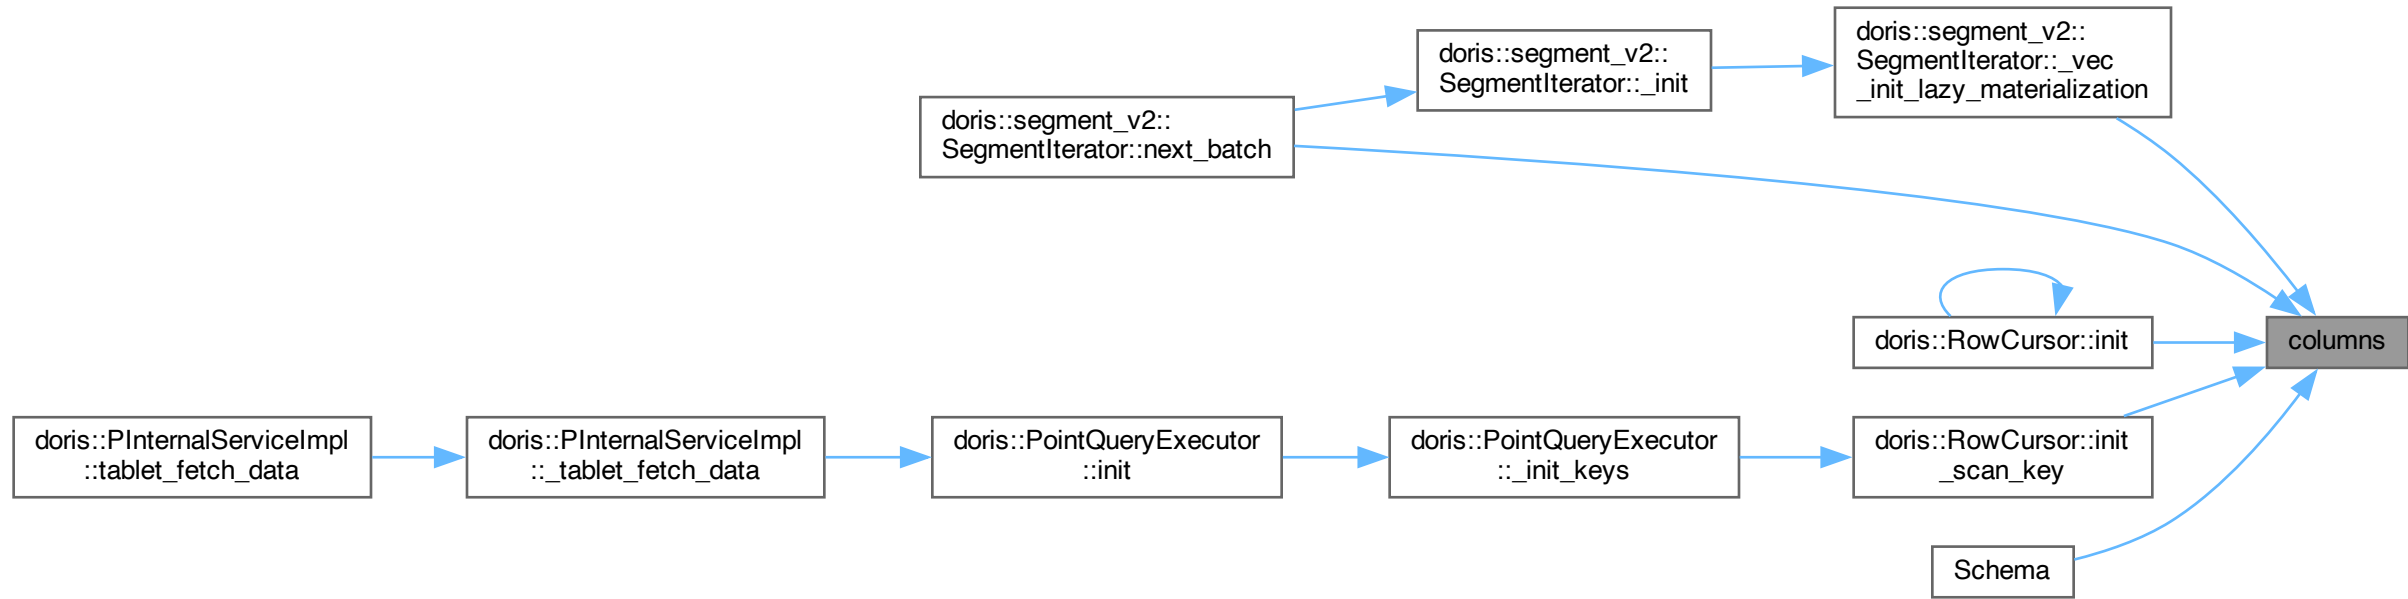 doris::segment_v2::
SegmentIterator::_vec
_init_lazy_materialization
doris::segment_v2::
SegmentIterator::_init
doris::segment_v2::
SegmentIterator::next_batch
doris::RowCursor::init
columns
doris::PInternalServiceImpl
::tablet_fetch_data
doris::PInternalServiceImpl
::_tablet_fetch_data
doris::PointQueryExecutor
::init
doris::PointQueryExecutor
::_init_keys
doris::RowCursor::init
_scan_key
Schema